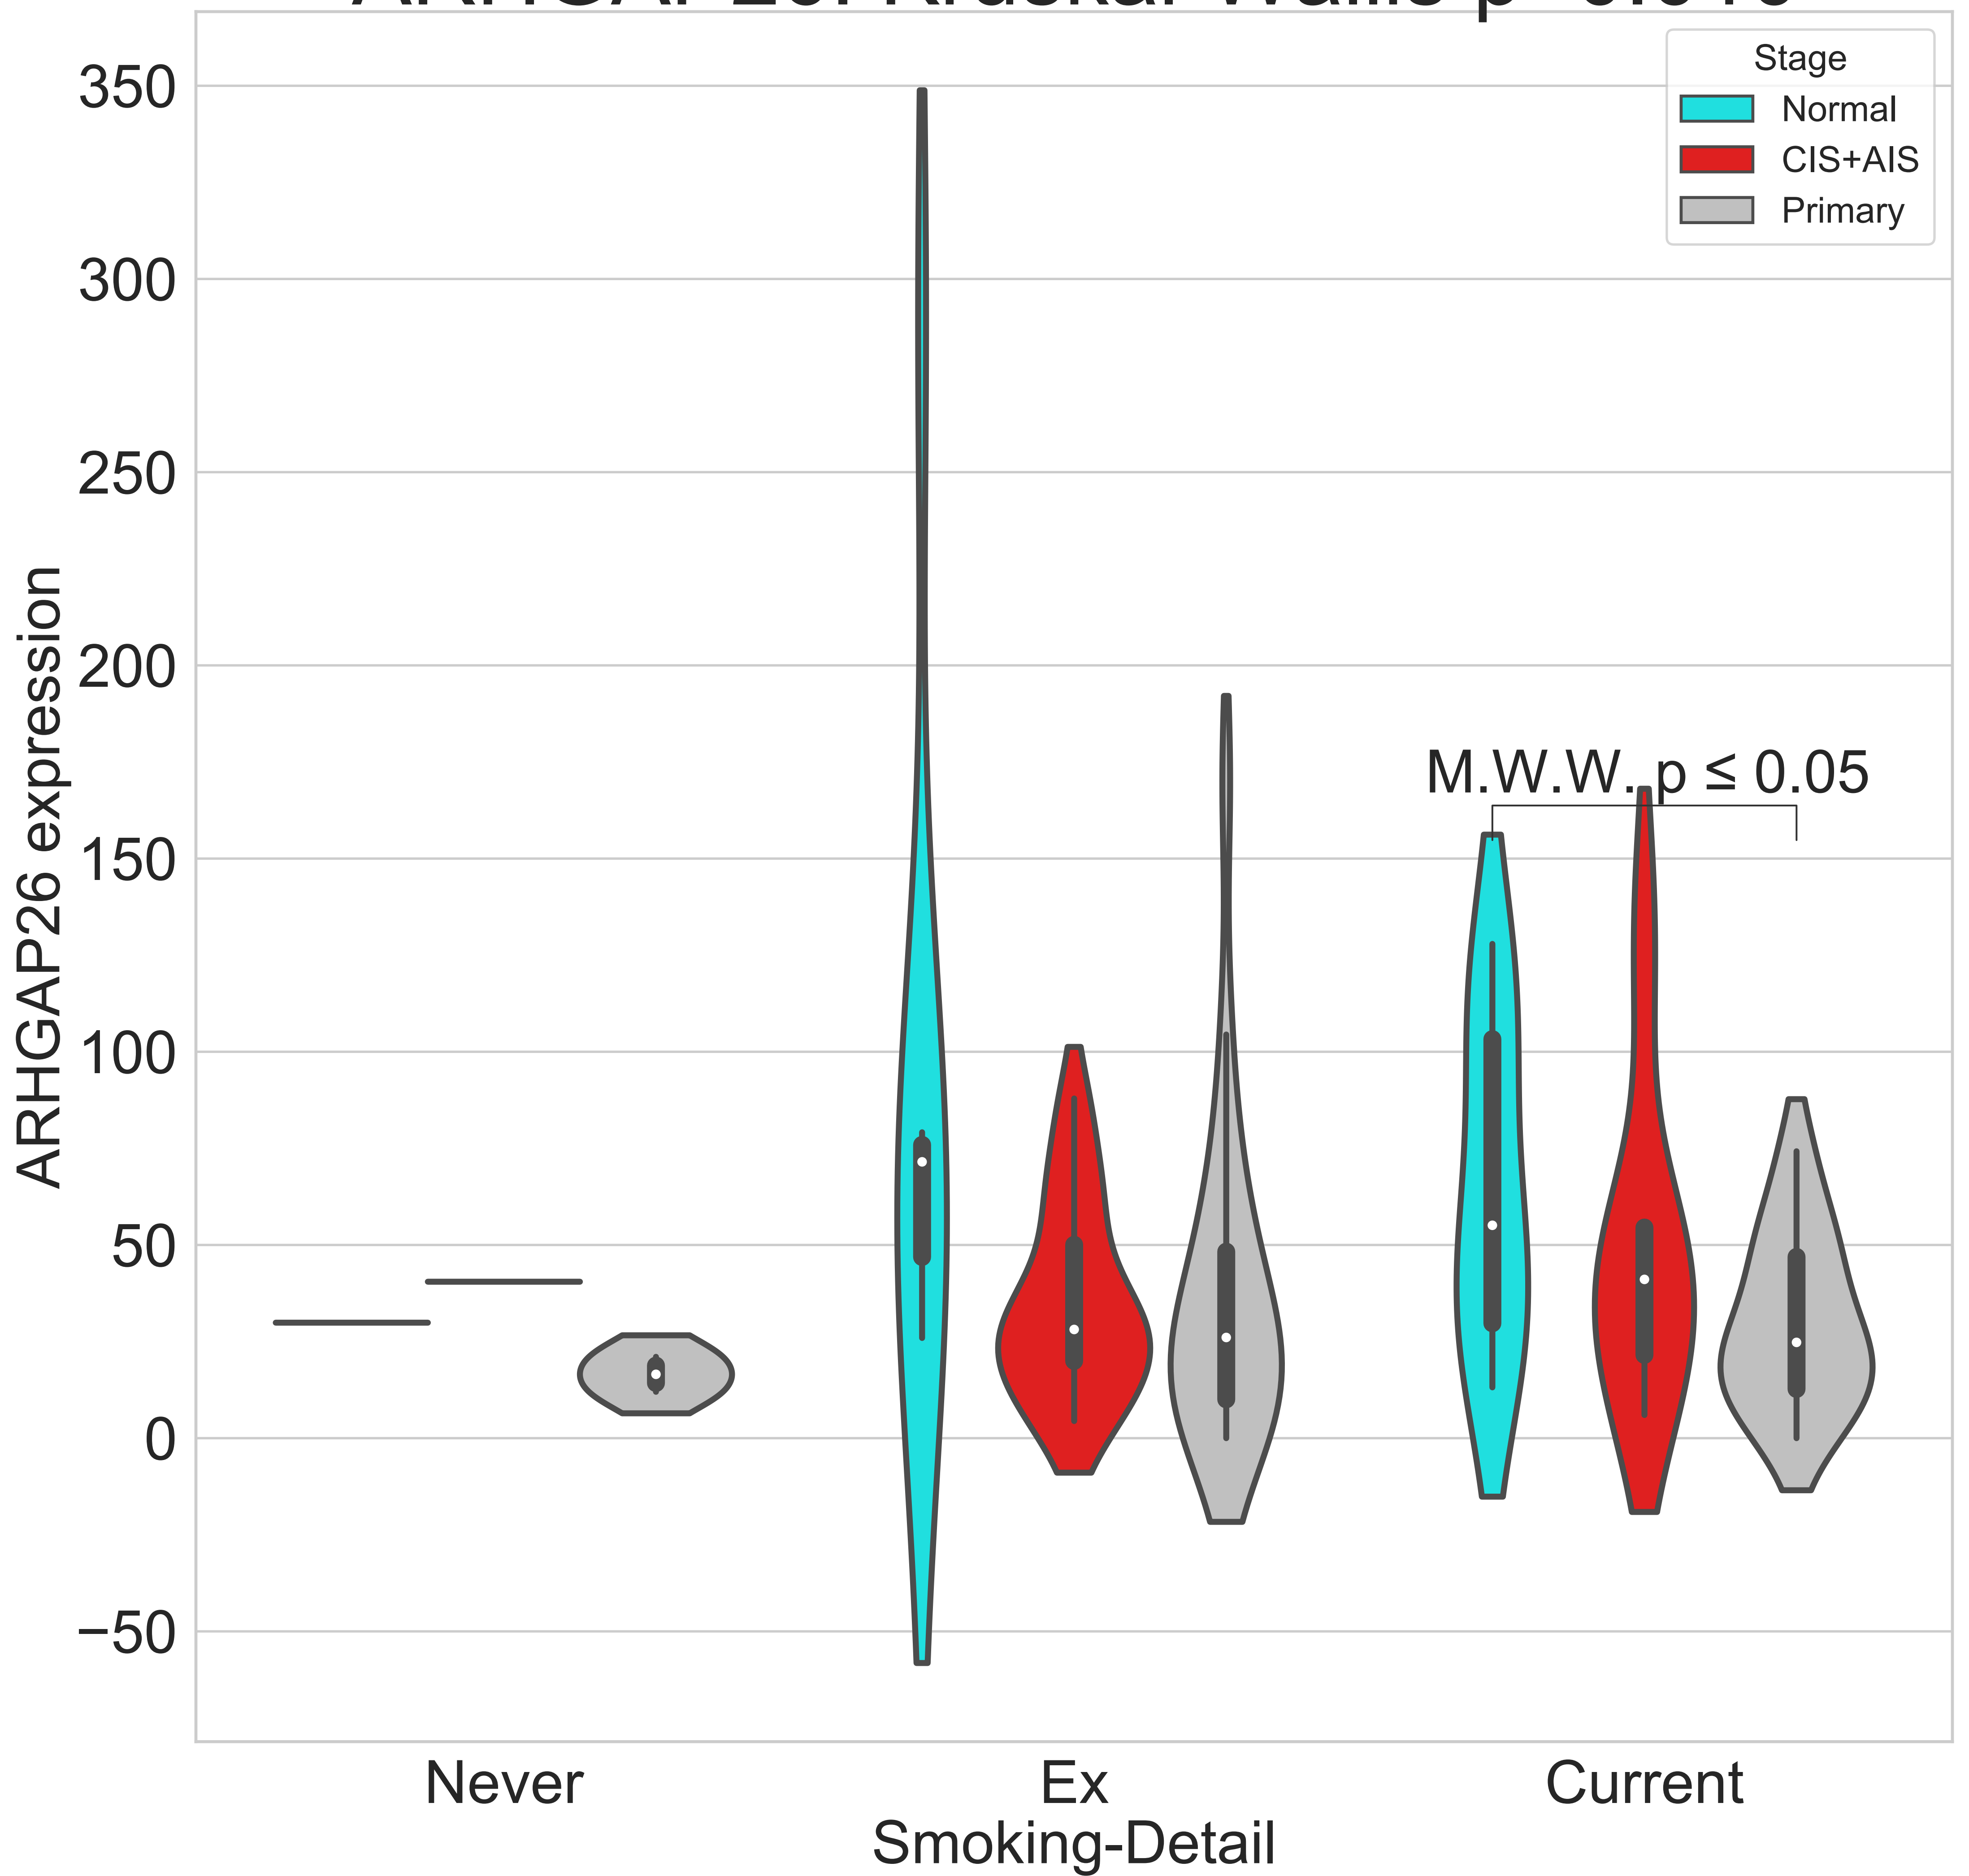 350
300
250
200
150
100
50
0
−50
ARHGAP26 expression
Stage
Normal
CIS+AIS
Primary
M.W.W. p ≤ 0.05
Never
Ex
Current
Smoking-Detail